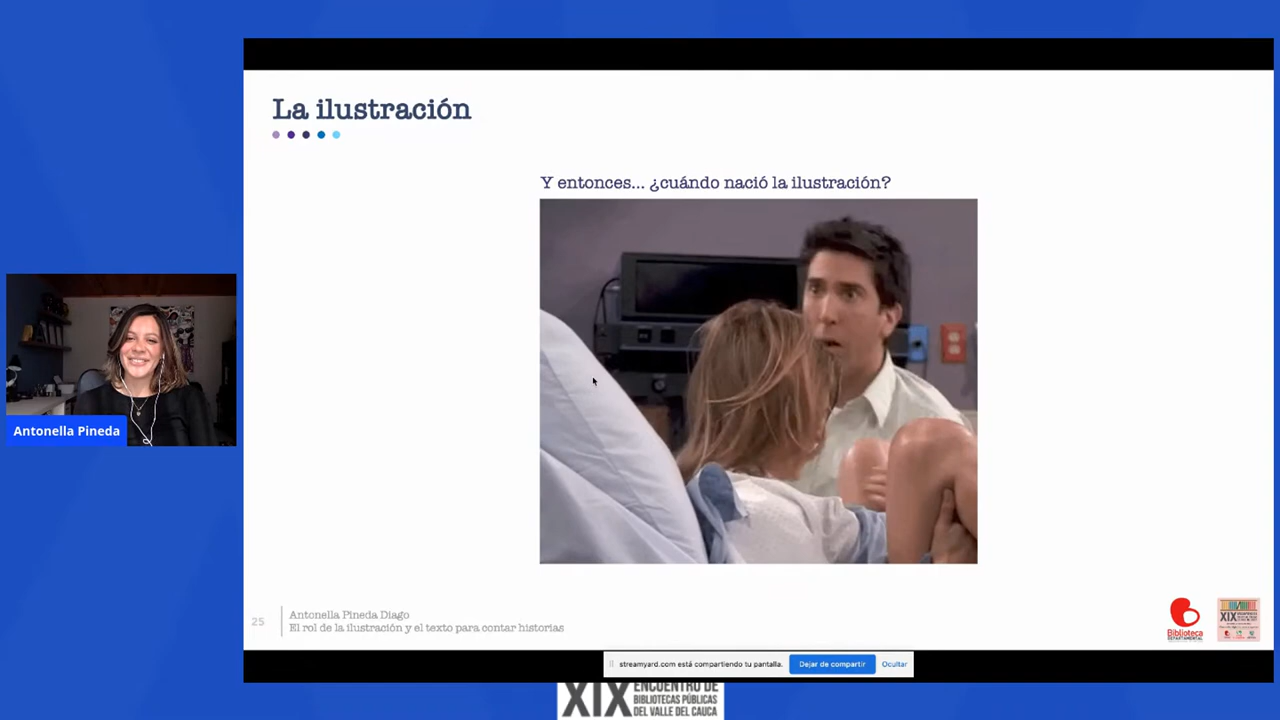 La ilustración
Y entonces... ¿cuándo nació la ilustración?
Antonella Pineda
25
Antonella Pineda Diago
El rol de la ilustración y el texto para contar historias
Biblioteca
DEPARTAMENTAL
XIX
streamyard.com está compartiendo tu pantalla.
Dejar de compartir
Ocultar
XIX
ENCUENTRO DE
BIBLIOTECAS PÚBLICAS
DEL VALLE DEL CAUCA